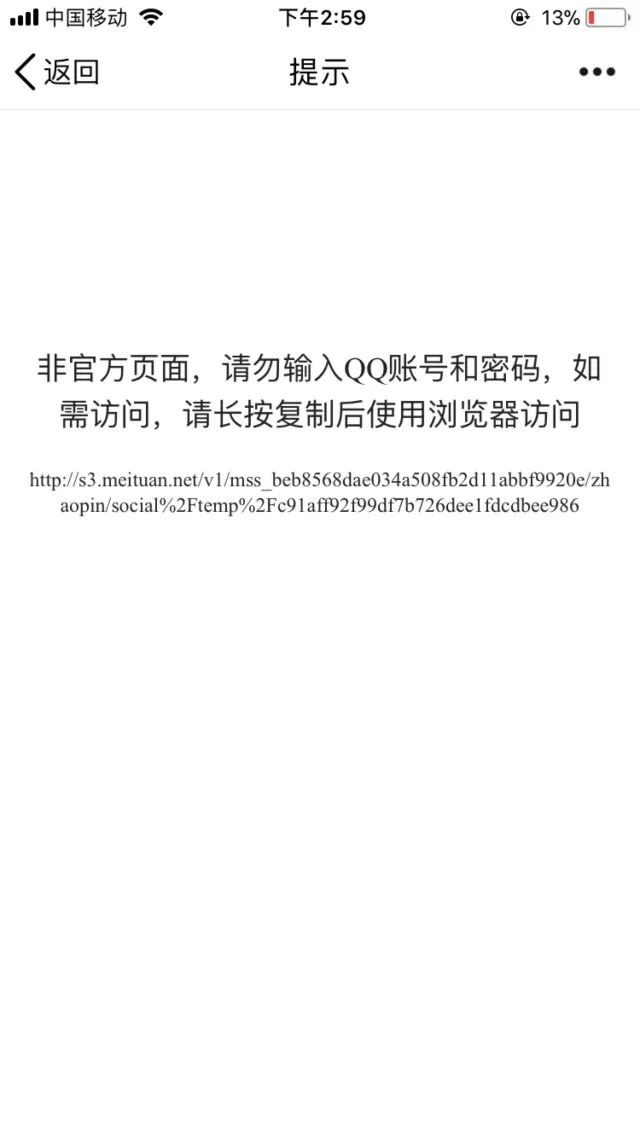 中国移动
下午2:59
13%
返回
提示
非官方页面，请勿输入QQ账号和密码，如
需访问，请长按复制后使用浏览器访问
http://s3.meituan.net/v1/mss_beb8568dae034a508fb2d11abbf9920e/zh
aopin/social%2Ftemp%2Fc91aff92f99df7b726dee1fdcdbee986